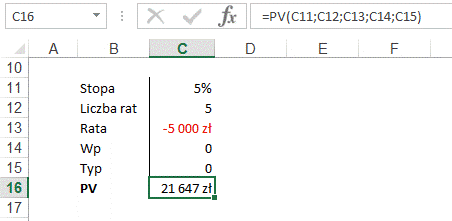 C16 =PV(C11;C12;C13;C14;C15)
A B C D E F
10
11 Stopa 5%
12 Liczba rat 5
13 Rata -5 000 zł
14 Wp 0
15 Typ 0
16 PV 21 647 zł
17